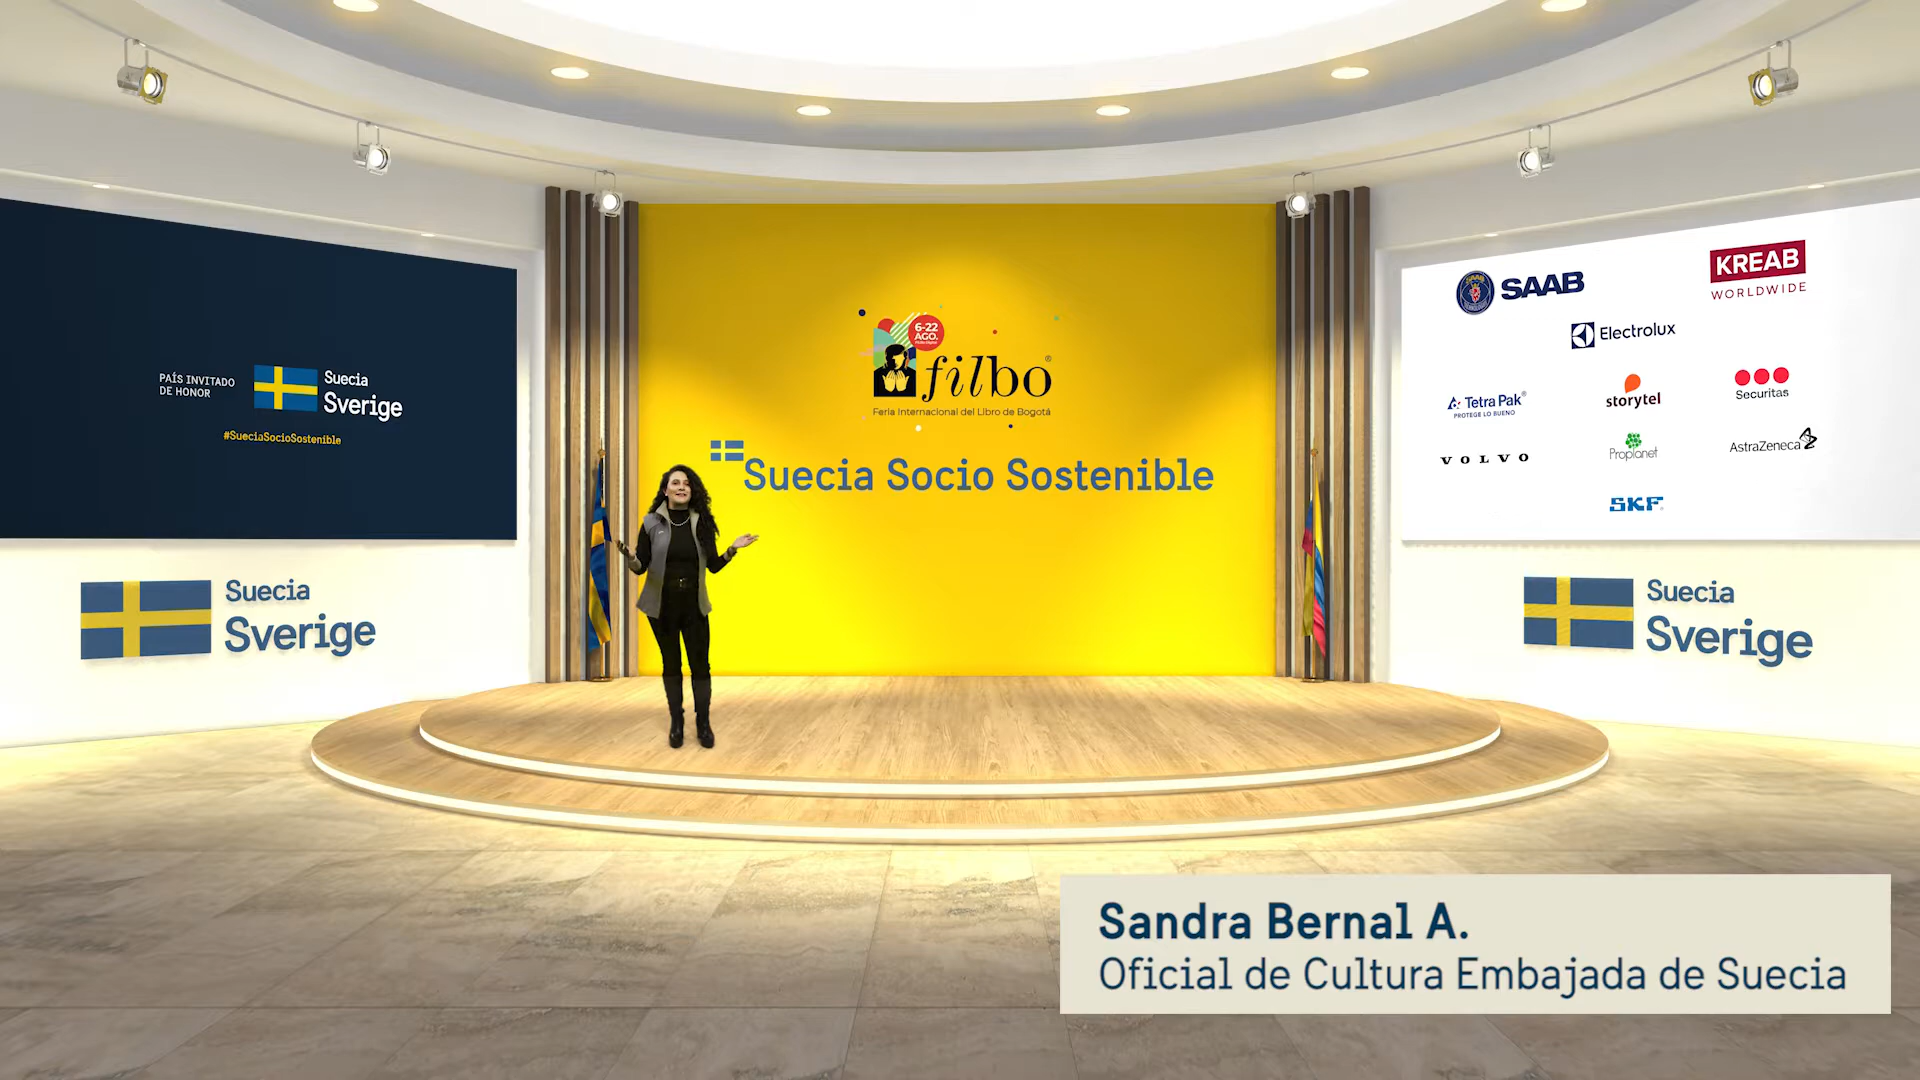 PAÍS INVITADO
DE HONOR
Suecia
Sverige
#SueciaSocioSostenible
Suecia
Sverige
6-22
AGO.
filbo®
Feria Internacional del Libro de Bogotá
Suecia Socio Sostenible
SAAB
KREAB
WORLDWIDE
Electrolux
Tetra Pak®
PROTEGE LO BUENO
storytel
Securitas
VOLVO
Proplanet
AstraZeneca
SKF
Suecia
Sverige
Sandra Bernal A.
Oficial de Cultura Embajada de Suecia